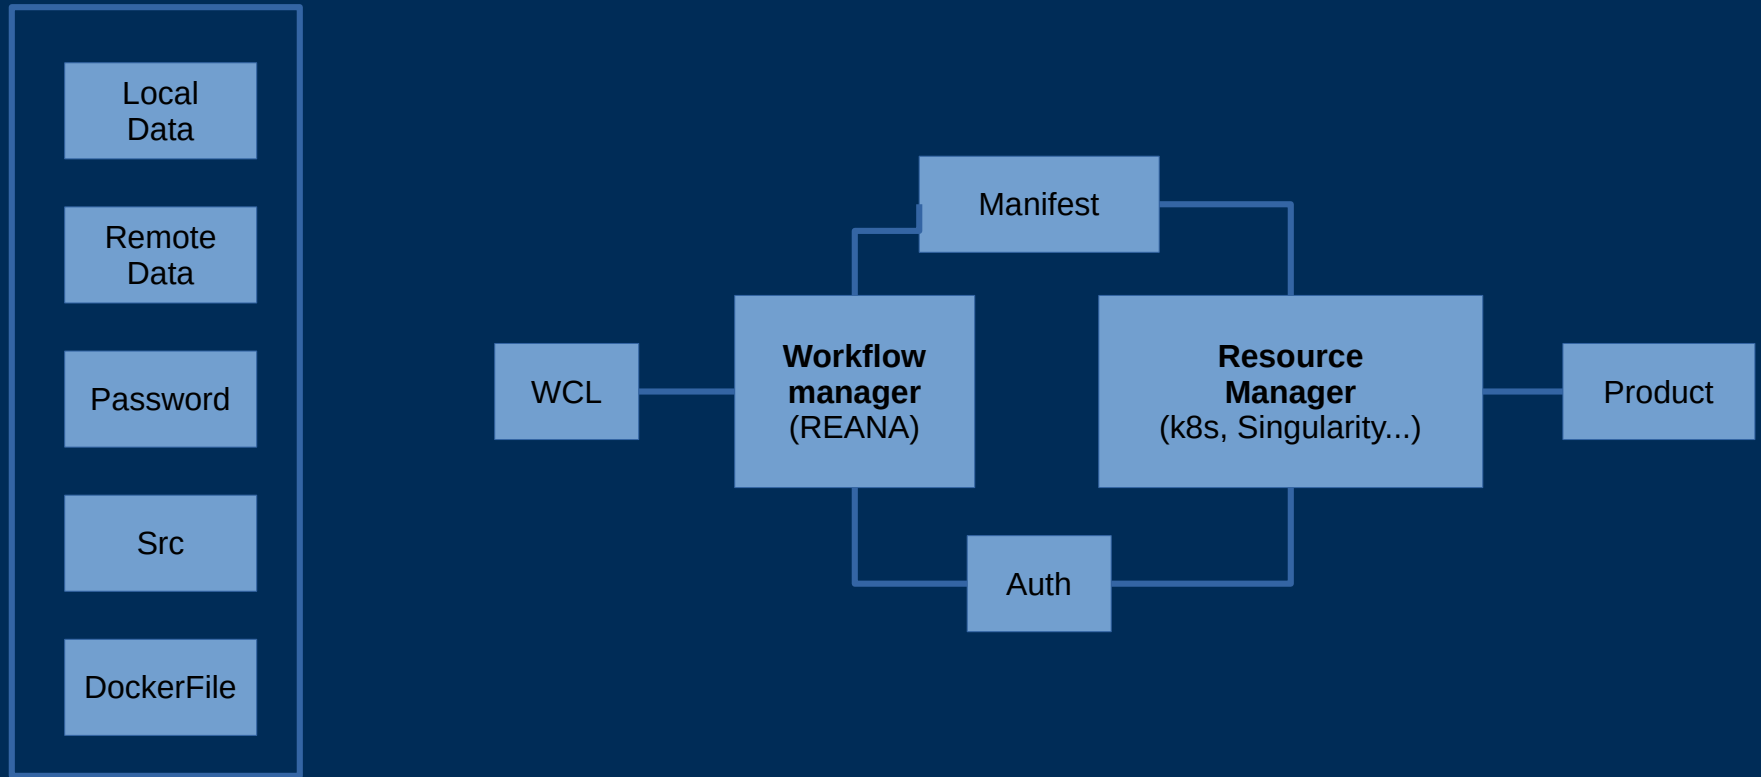 Local
Data
Remote
Data
Password
Src
DockerFile
WCL
Workflow
manager
(REANA)
Manifest
Auth
Resource
Manager
(k8s, Singularity...)
Product